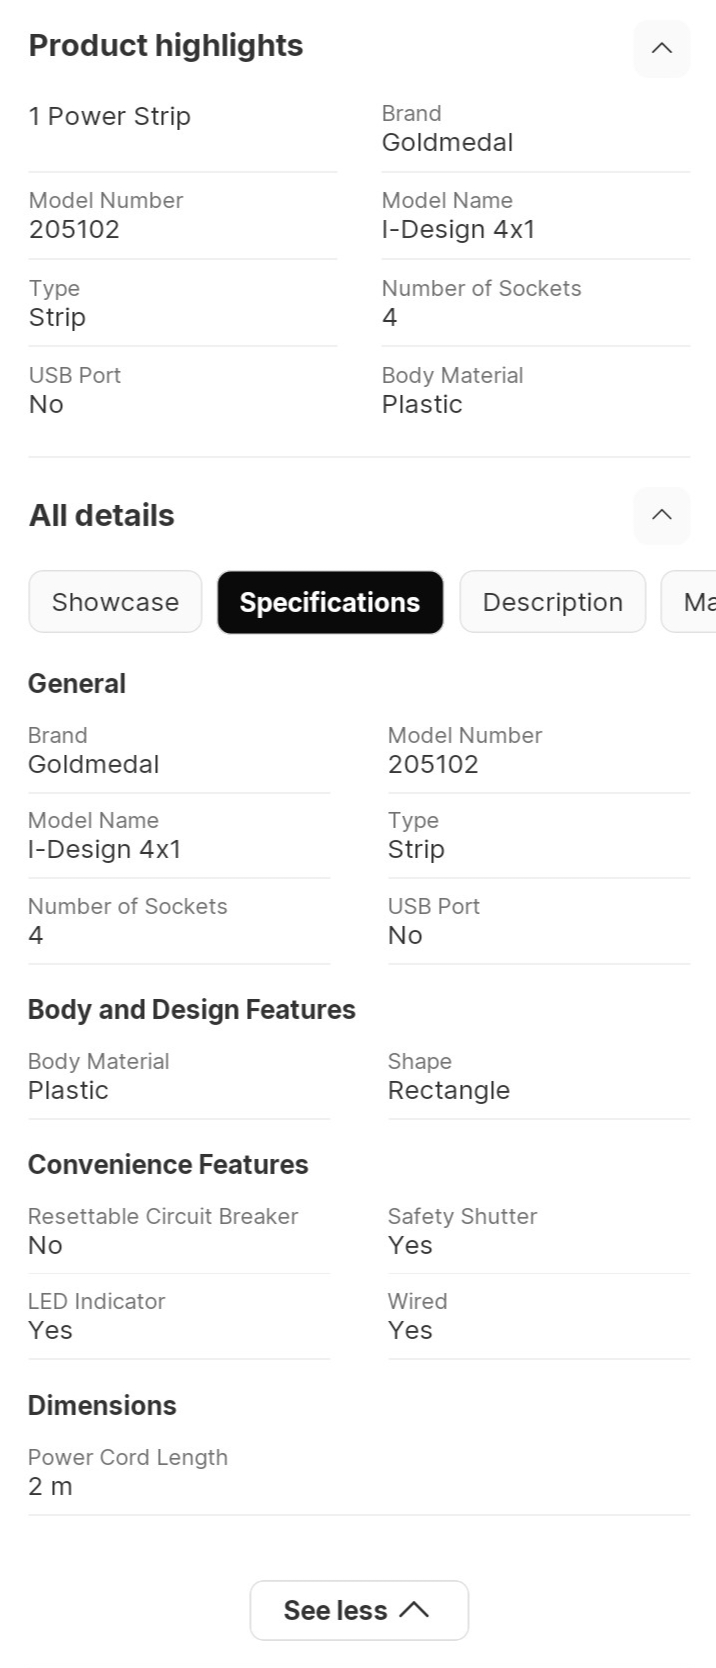 Product highlights
1 Power Strip
Brand
Goldmedal
Model Number
205102
Model Name
I-Design 4x1
Type
Strip
Number of Sockets
4
USB Port
No
Body Material
Plastic
All details
Showcase
Specifications
Description
Ma
General
Brand
Goldmedal
Model Number
205102
Model Name
I-Design 4x1
Type
Strip
Number of Sockets
4
USB Port
No
Body and Design Features
Body Material
Plastic
Shape
Rectangle
Convenience Features
Resettable Circuit Breaker
No
Safety Shutter
Yes
LED Indicator
Yes
Wired
Yes
Dimensions
Power Cord Length
2 m
See less